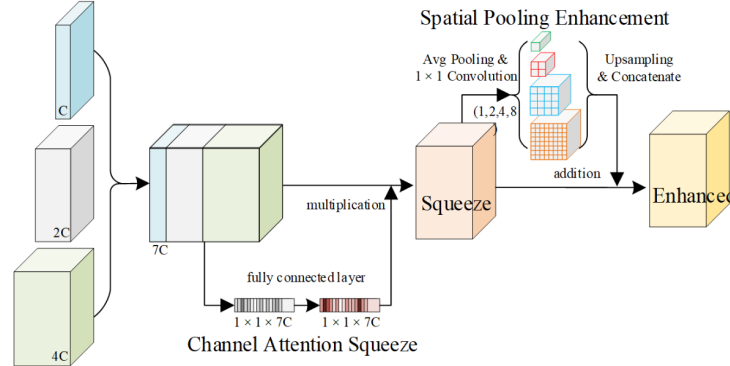 Spatial Pooling Enhancement
Avg Pooling &
1 × 1 Convolution
(1,2,4,8
)
Upsampling
& Concatenate
C
2C
4C
7C
multiplication
Squeeze
addition
Enhanced
fully connected layer
1 × 1 × 7C
1 × 1 × 7C
Channel Attention Squeeze